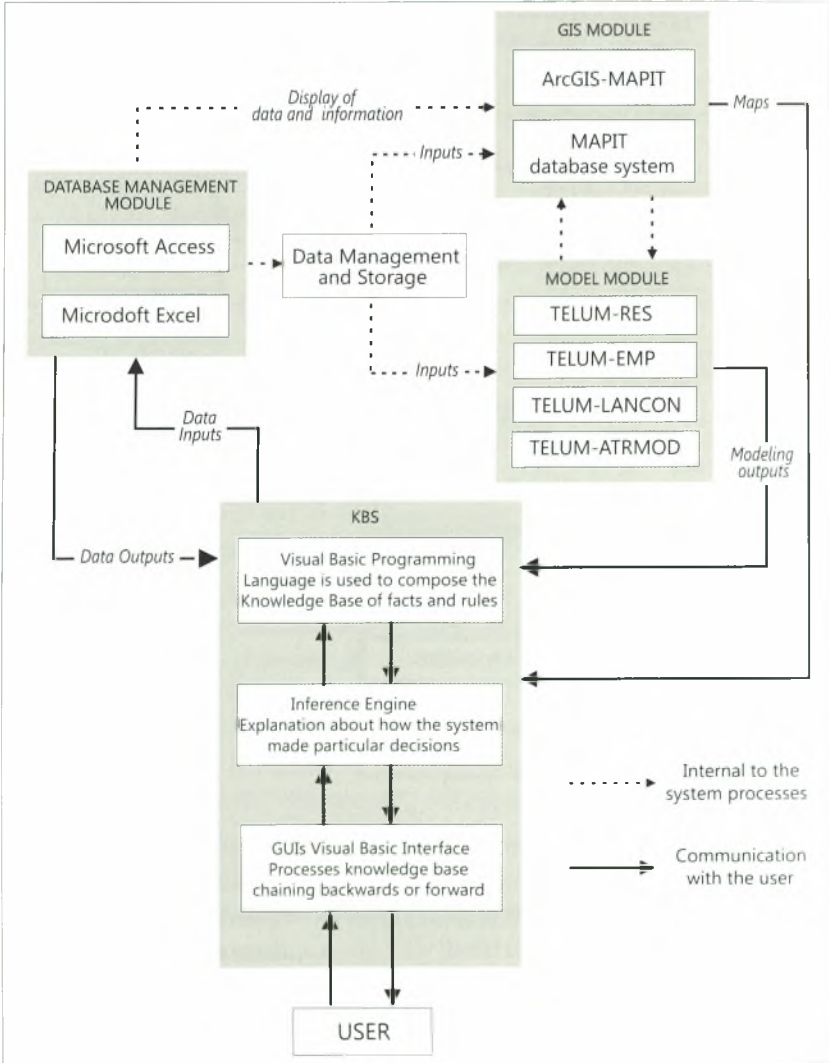 GIS MODULE
ArcGIS-MAPIT
MAPIT
database system
Display of
data and information
Maps
Inputs
DATABASE MANAGEMENT
MODULE
Microsoft Access
Microdoft Excel
Data Management
and Storage
Inputs
MODEL MODULE
TELUM-RES
TELUM-EMP
TELUM-LANCON
TELUM-ATRMOD
Data
Inputs
Modeling
outputs
Data Outputs
KBS
Visual Basic Programming
Language is used to compose the
Knowledge Base of facts and rules
Inference Engine
Explanation about how the system
made particular decisions
GUIs Visual Basic Interface
Processes knowledge base
chaining backwards or forward
Internal to the
system processes
Communication
with the user
USER